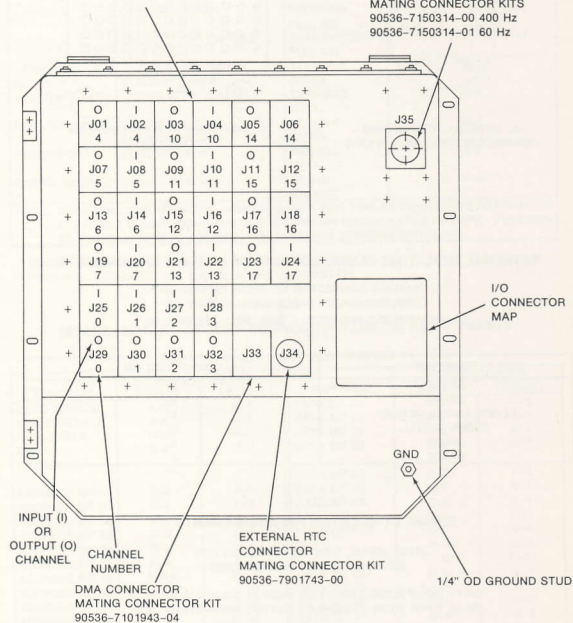 MATING CONNECTOR KITS
90536-7150314-00 400 Hz
90536-7150314-01 60 Hz
J35
O I O I O I
J01 J02 J03 J04 J05 J06
4 4 10 10 14 14
O I O I O I
J07 J08 J09 J10 J11 J12
5 5 11 11 15 15
O I O I O I
J13 J14 J15 J16 J17 J18
6 6 12 12 16 16
O I O I O I
J19 J20 J21 J22 J23 J24
7 7 13 13 17 17
I I I I
J25 J26 J27 J28
0 1 2 3
O O O O
J29 J30 J31 J32 J33 J34
0 1 2 3
I/O
CONNECTOR
MAP
GND
INPUT (I)
OR
OUTPUT (O)
CHANNEL
CHANNEL
NUMBER
EXTERNAL RTC
CONNECTOR
MATING CONNECTOR KIT
90536-7901743-00
1/4" OD GROUND STUD
DMA CONNECTOR
MATING CONNECTOR KIT
90536-7101943-04